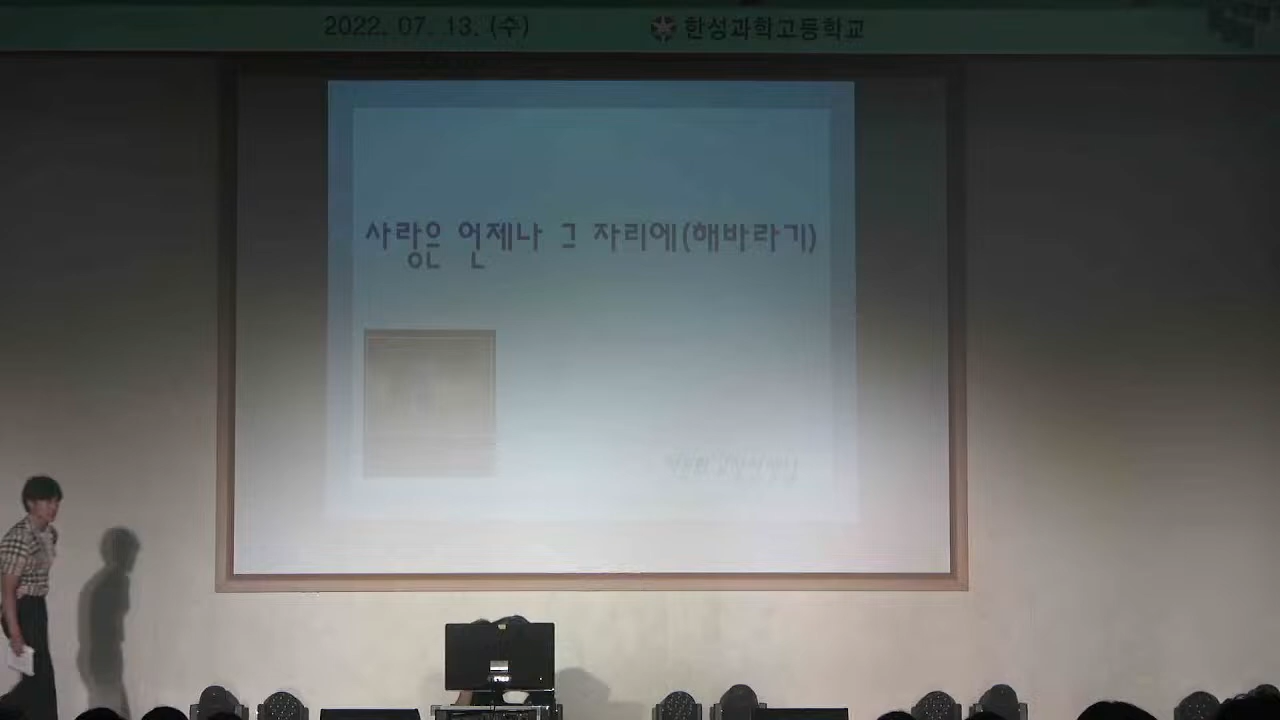 2022. 07. 13. (수) 한성과학고등학교
사랑은 언제나 그 자리에(해바라기)